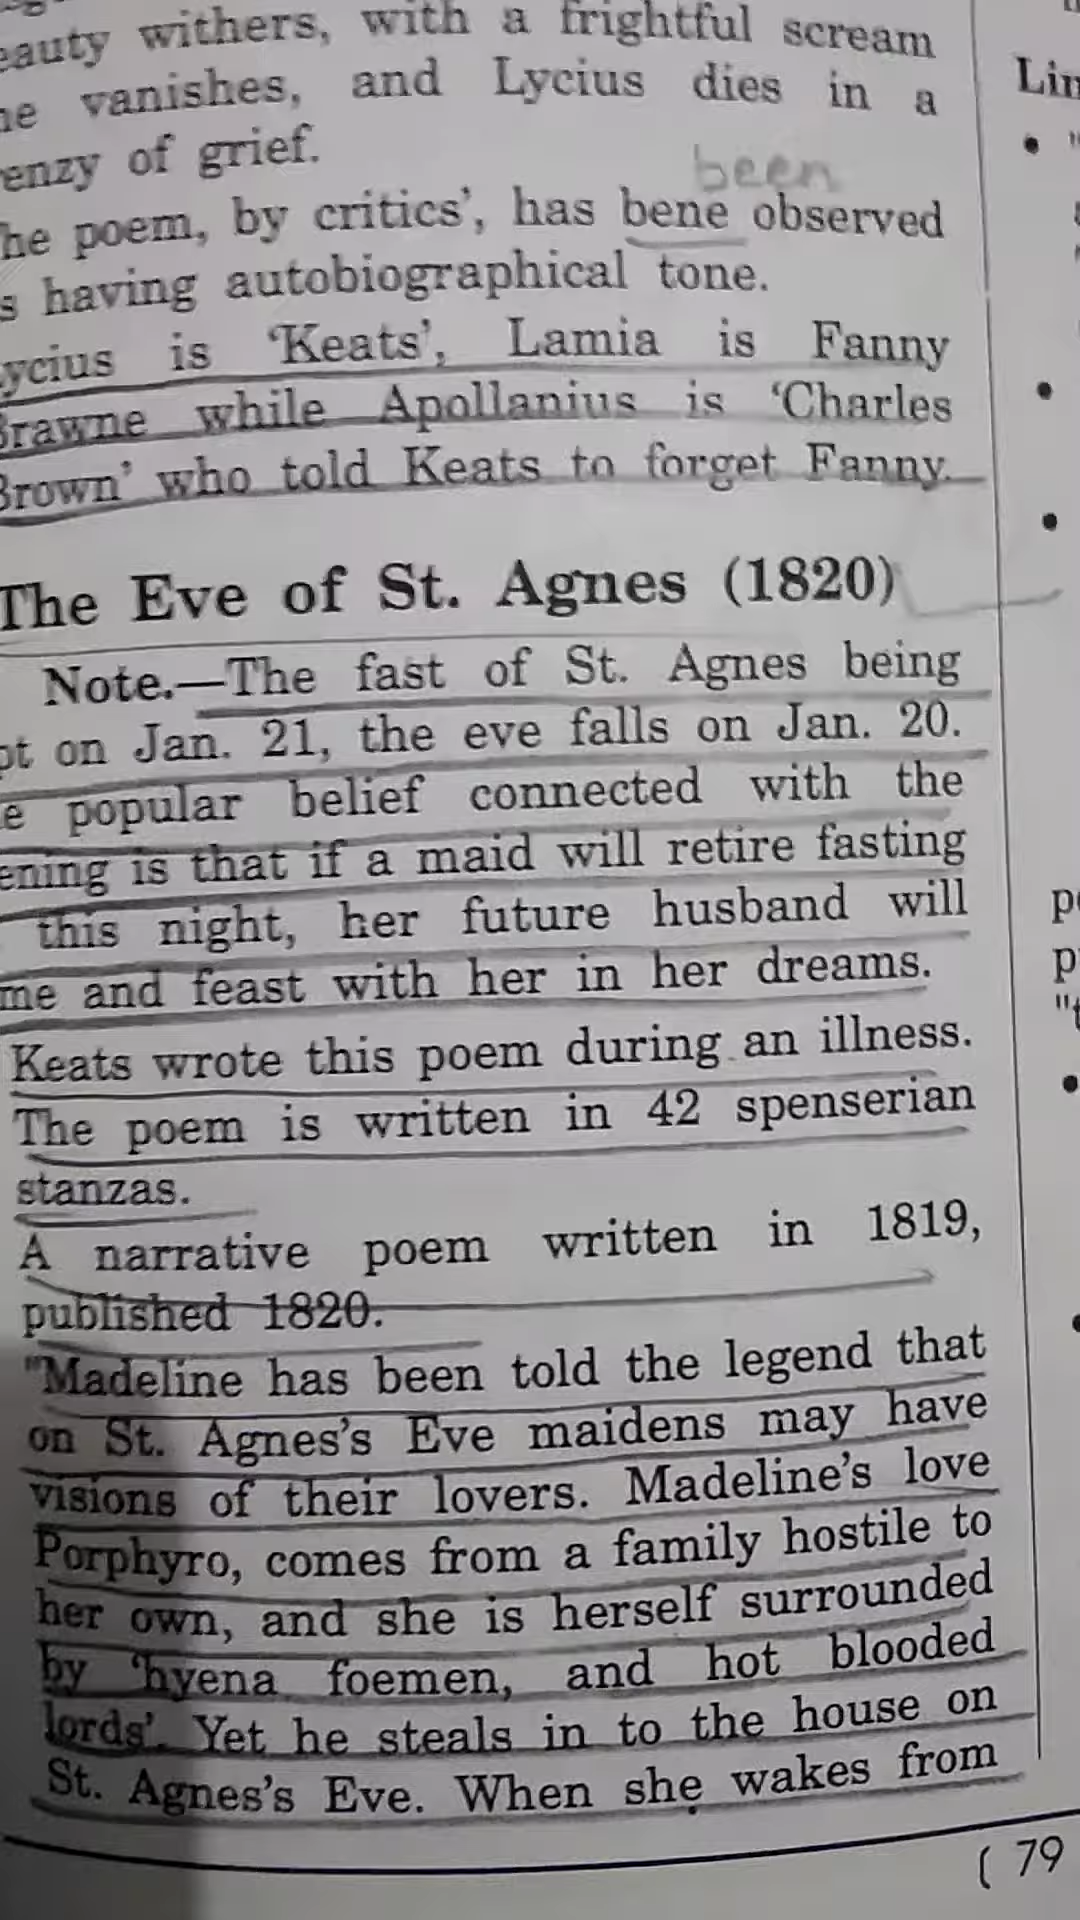 eauty withers, with a frightful scream
he vanishes, and Lycius dies in a
enzy of grief.
been
he poem, by critics', has bene observed
s having autobiographical tone.
ycius is 'Keats', Lamia is Fanny
Brawne while Apollanius is 'Charles
Brown' who told Keats to forget Fanny.
The Eve of St. Agnes (1820)
Note.—The fast of St. Agnes being
pt on Jan. 21, the eve falls on Jan. 20.
e popular belief connected with the
ening is that if a maid will retire fasting
this night, her future husband will
me and feast with her in her dreams.
Keats wrote this poem during an illness.
The poem is written in 42 spenserian
stanzas.
A narrative poem written in 1819,
published 1820.
"Madeline has been told the legend that
on St. Agnes's Eve maidens may have
visions of their lovers. Madeline's love
Porphyro, comes from a family hostile to
her own, and she is herself surrounded
by 'hyena foemen, and hot blooded
lords'. Yet he steals in to the house on
St. Agnes's Eve. When she wakes from
( 79
Lin